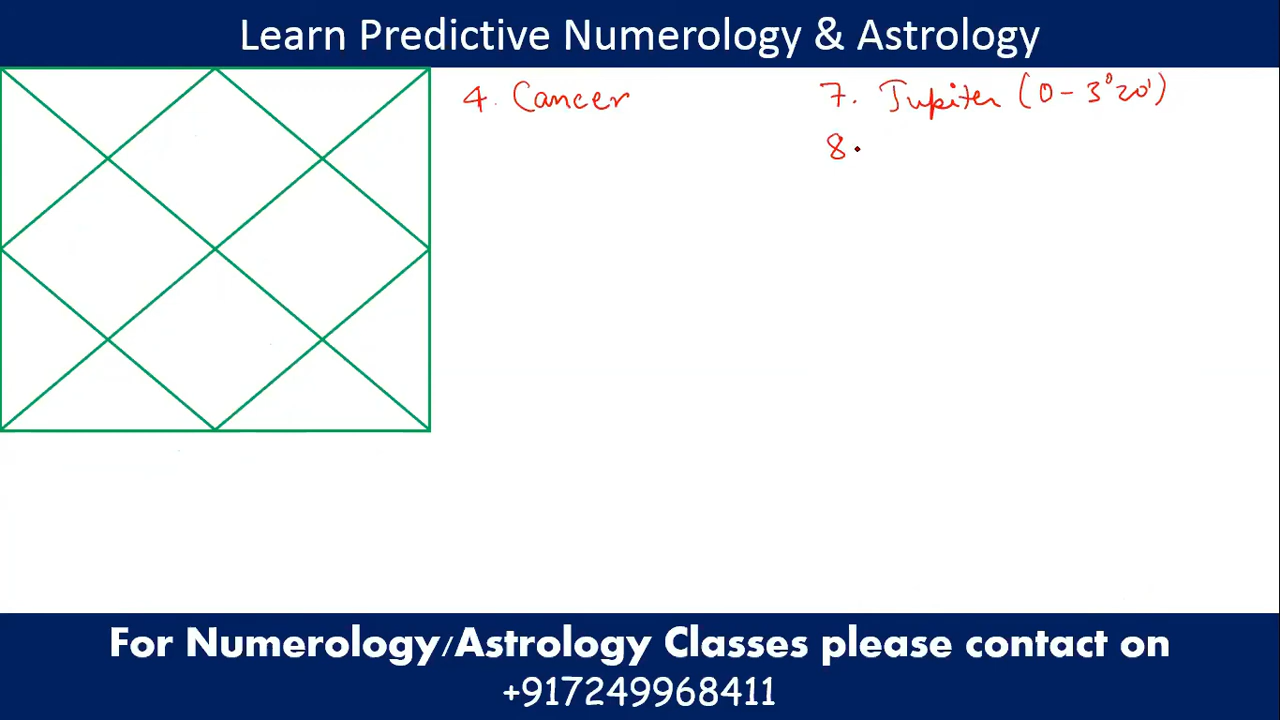 Learn Predictive Numerology & Astrology
4. Cancer
7. Jupiter (0 - 3°20')
8.
For Numerology/Astrology Classes please contact on
+917249968411